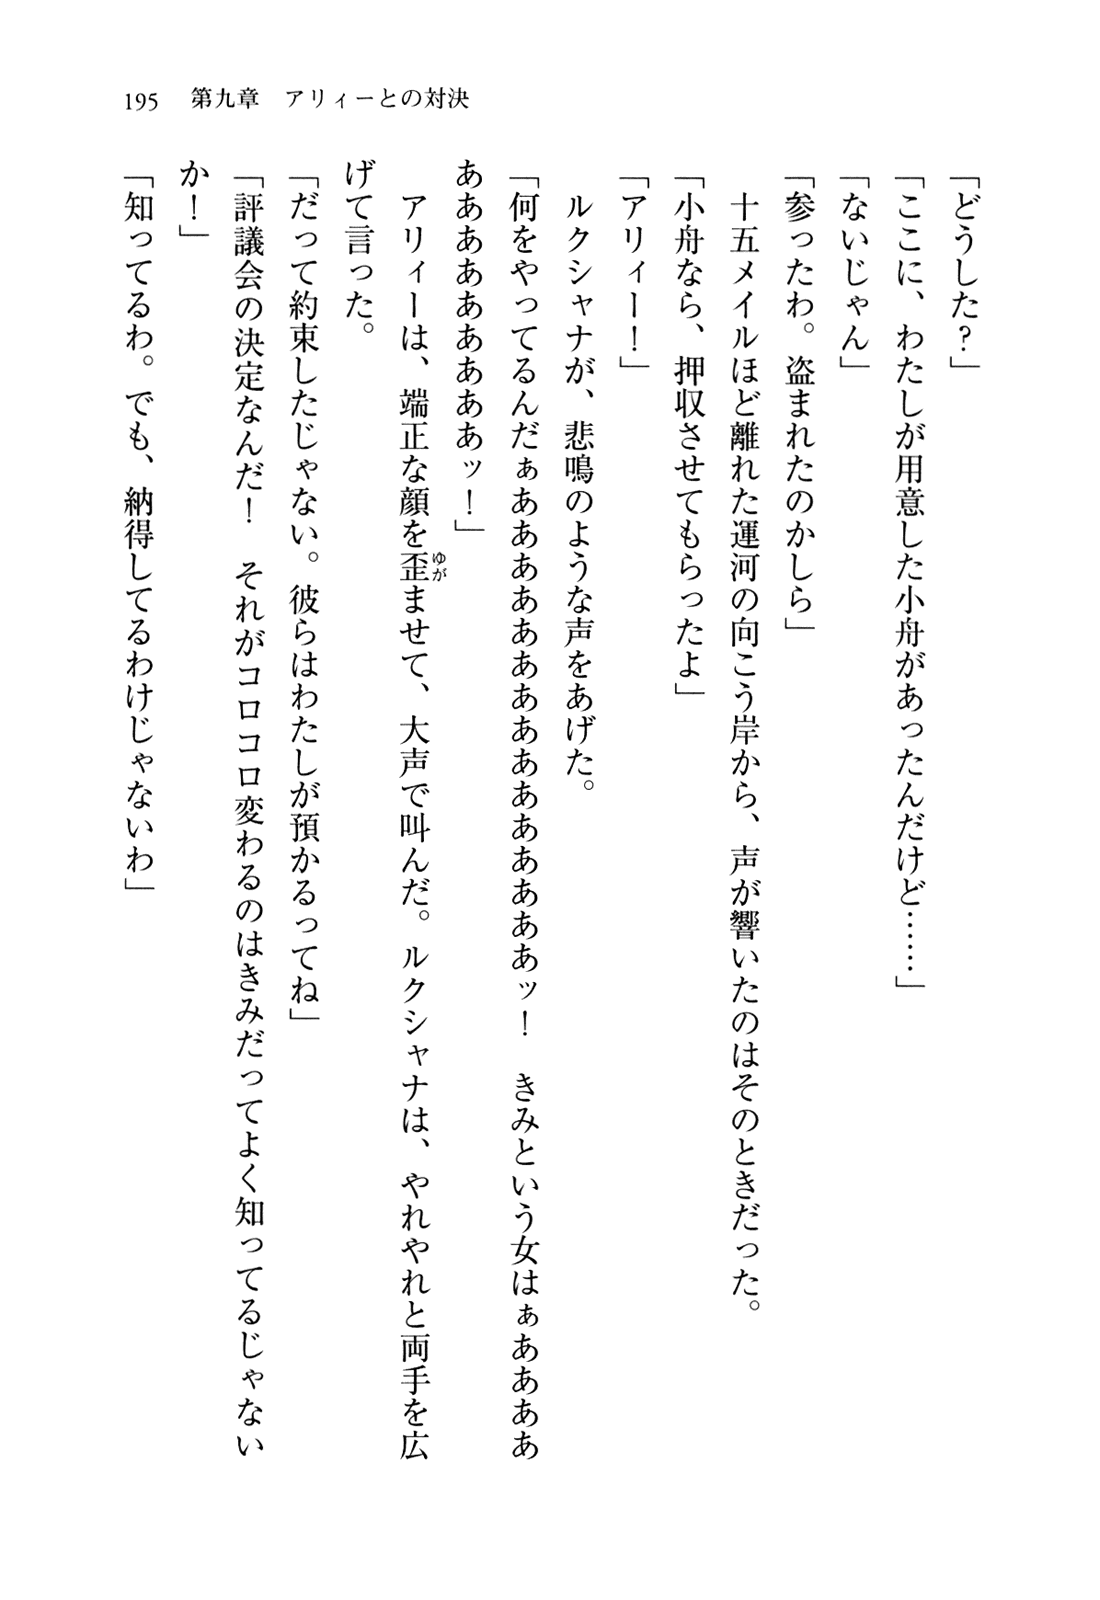 195　第九章　アリィーとの対決
「どうした？」
「ここに、わたしが用意した小舟があったんだけど……」
「ないじゃん」
「参ったわ。盗まれたのかしら」
　十五メイルほど離れた運河の向こう岸から、声が響いたのはそのときだった。
「小舟なら、押収させてもらったよ」
「アリィー！」
　ルクシャナが、悲鳴のような声をあげた。
「何をやってるんだぁあああああああああああああああッ！　きみという女はぁああああ
ああああああああッ！」
　アリィーは、端正な顔を歪ませて、大声で叫んだ。ルクシャナは、やれやれと両手を広
げて言った。
「だって約束したじゃない。彼らはわたしが預かるってね」
「評議会の決定なんだ！　それがコロコロ変わるのはきみだってよく知ってるじゃない
か！」
「知ってるわ。でも、納得してるわけじゃないわ」